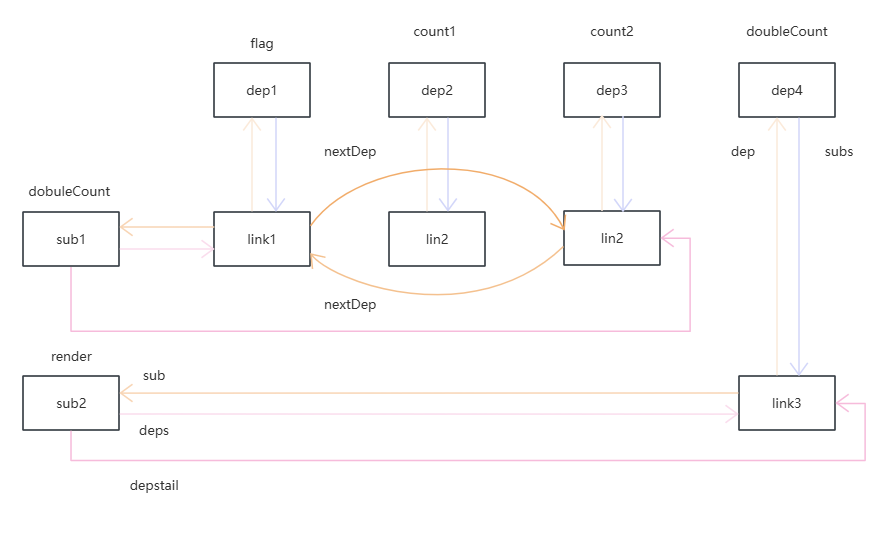 flag
count1
count2
doubleCount
dep1
dep2
dep3
dep4
nextDep
dep
subs
dobuleCount
sub1
link1
lin2
lin2
nextDep
render
sub
sub2
link3
deps
depstail